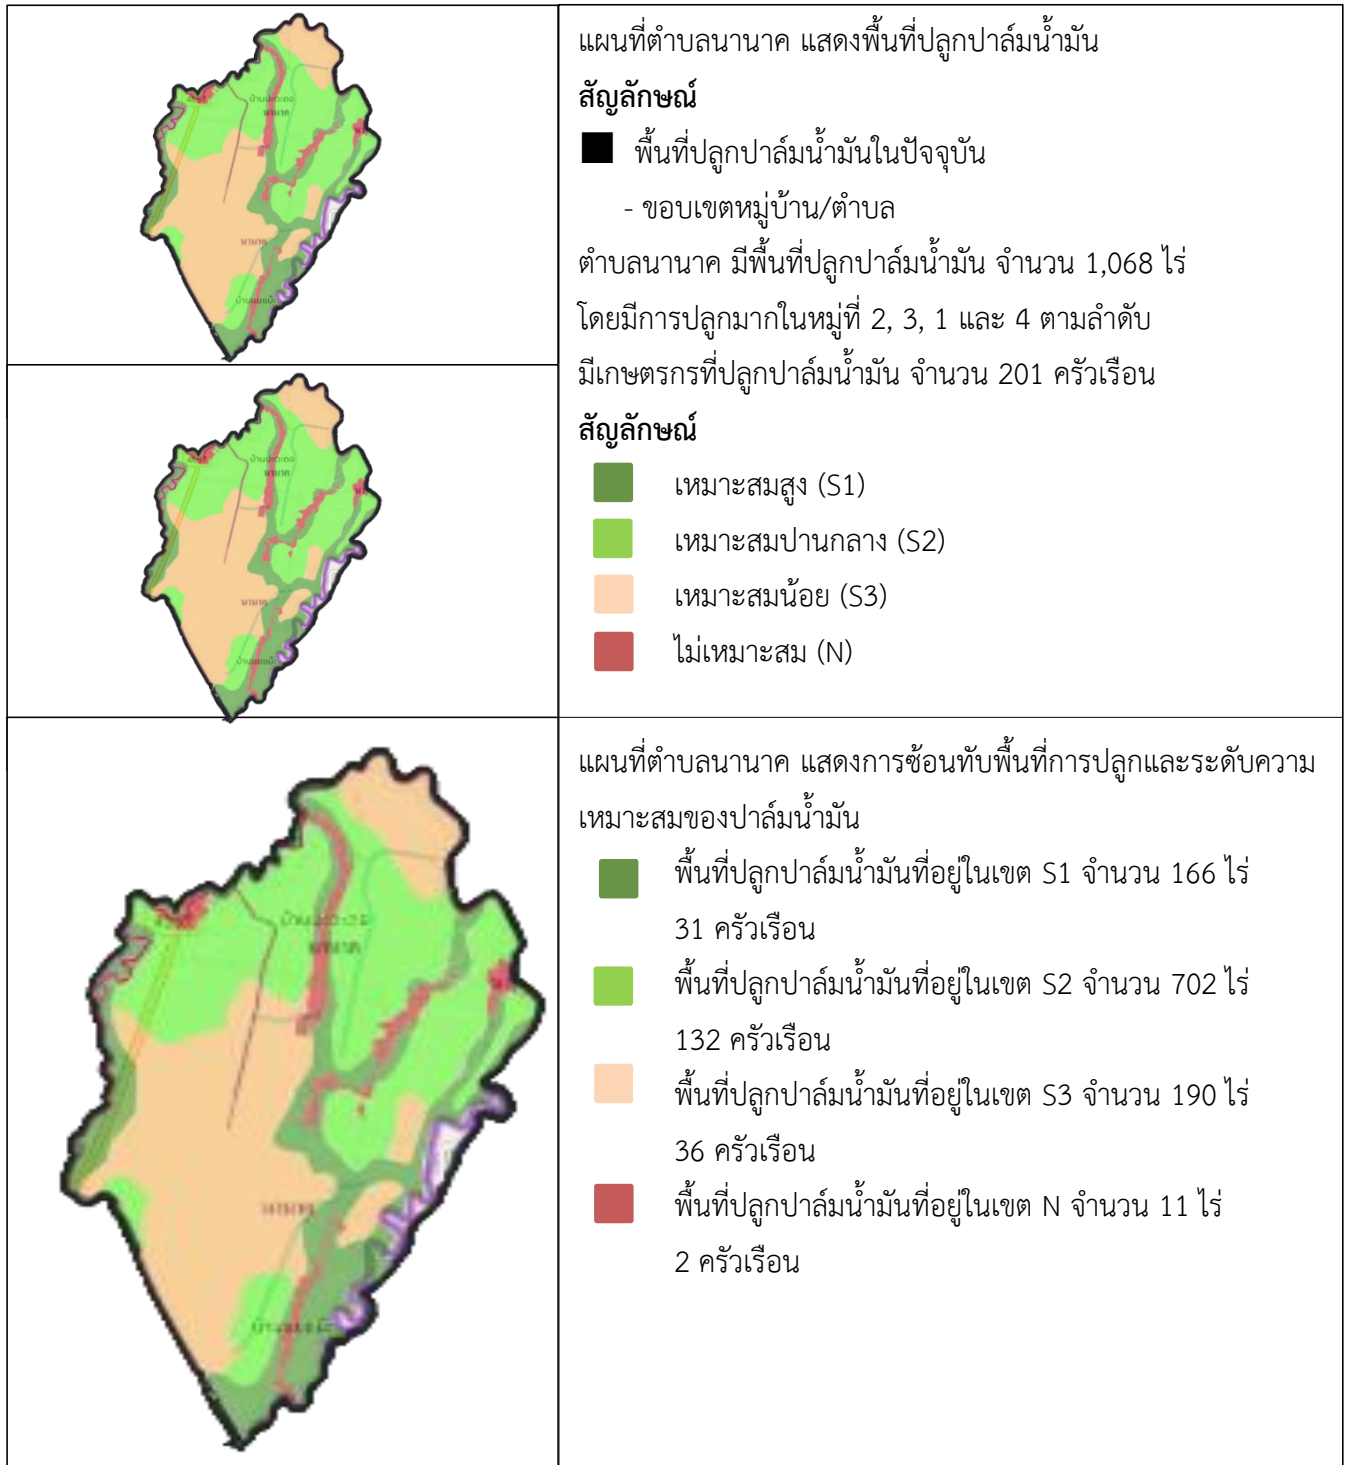 แผนที่ตำบลนานาค แสดงพื้นที่ปลูกปาล์มน้ำมัน
สัญลักษณ์
พื้นที่ปลูกปาล์มน้ำมันในปัจจุบัน
- ขอบเขตหมู่บ้าน/ตำบล
ตำบลนานาค มีพื้นที่ปลูกปาล์มน้ำมัน จำนวน 1,068 ไร่
โดยมีการปลูกมากในหมู่ที่ 2, 3, 1 และ 4 ตามลำดับ
มีเกษตรกรที่ปลูกปาล์มน้ำมัน จำนวน 201 ครัวเรือน
สัญลักษณ์
เหมาะสมสูง (S1)
เหมาะสมปานกลาง (S2)
เหมาะสมน้อย (S3)
ไม่เหมาะสม (N)
แผนที่ตำบลนานาค แสดงการซ้อนทับพื้นที่การปลูกและระดับความ
เหมาะสมของปาล์มน้ำมัน
พื้นที่ปลูกปาล์มน้ำมันที่อยู่ในเขต S1 จำนวน 166 ไร่
31 ครัวเรือน
พื้นที่ปลูกปาล์มน้ำมันที่อยู่ในเขต S2 จำนวน 702 ไร่
132 ครัวเรือน
พื้นที่ปลูกปาล์มน้ำมันที่อยู่ในเขต S3 จำนวน 190 ไร่
36 ครัวเรือน
พื้นที่ปลูกปาล์มน้ำมันที่อยู่ในเขต N จำนวน 11 ไร่
2 ครัวเรือน